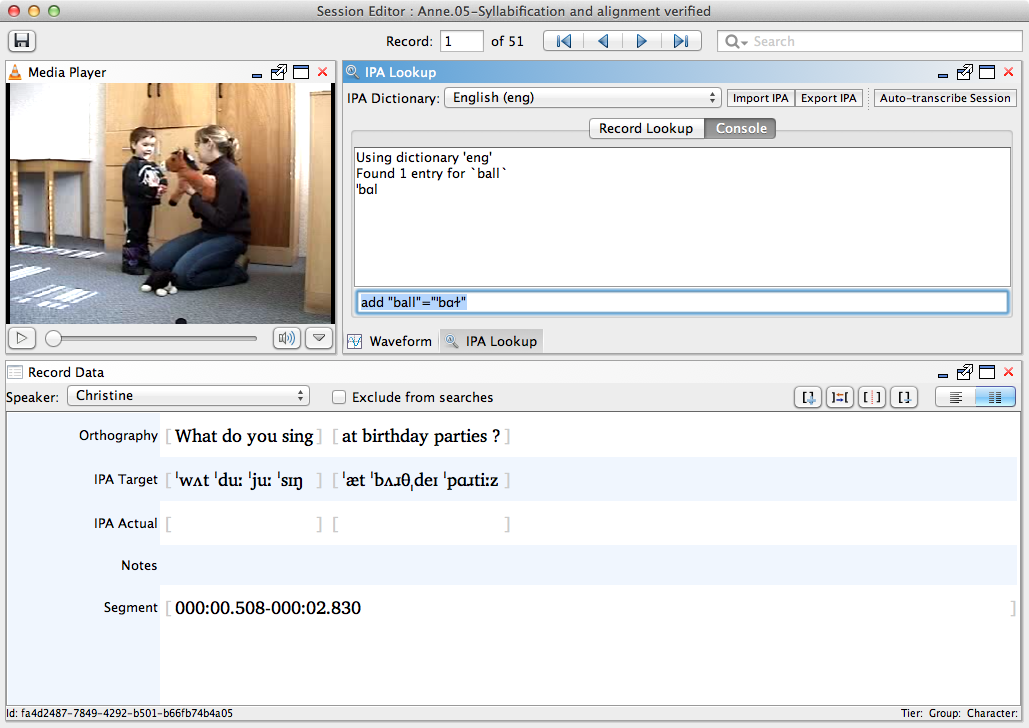 Session Editor : Anne.05-Syllabification and alignment verified
Record: 1 of 51 Search
Media Player
IPA Lookup
IPA Dictionary: English (eng) Import IPA Export IPA Auto-transcribe Session
Record Lookup Console
Using dictionary 'eng'
Found 1 entry for `ball`
ˈbɑl
add "ball"="ˈbɑɫ"
Waveform IPA Lookup
Record Data
Speaker: Christine Exclude from searches
Orthography [What do you sing] [at birthday parties ?]
IPA Target [ˈwʌt ˈduː ˈjuː ˈsɪŋ ] [ˈæt ˈbʌɹθˌdeɪ ˈpɑɹtiːz ]
IPA Actual [ ] [ ]
Notes
Segment [000:00.508-000:02.830 ]
Id: fa4d2487-7849-4292-b501-b66fb74b4a05 Tier: Group: Character: